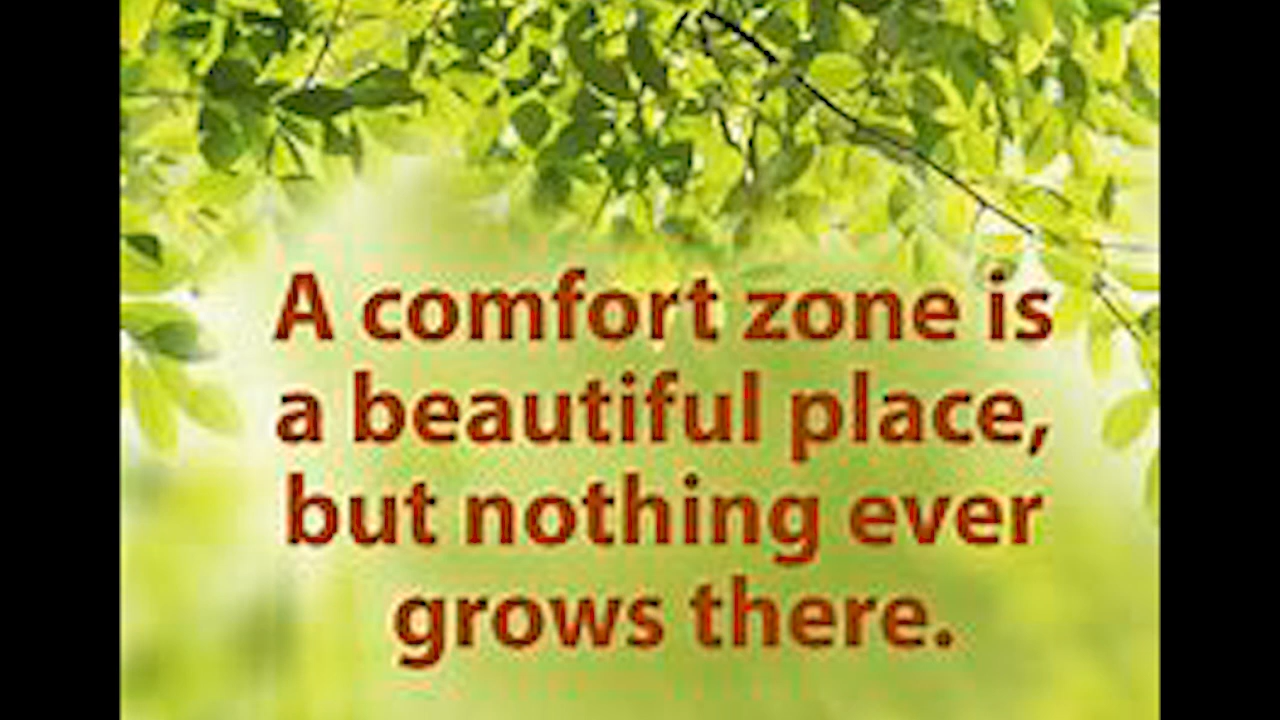 A comfort zone is
a beautiful place,
but nothing ever
grows there.